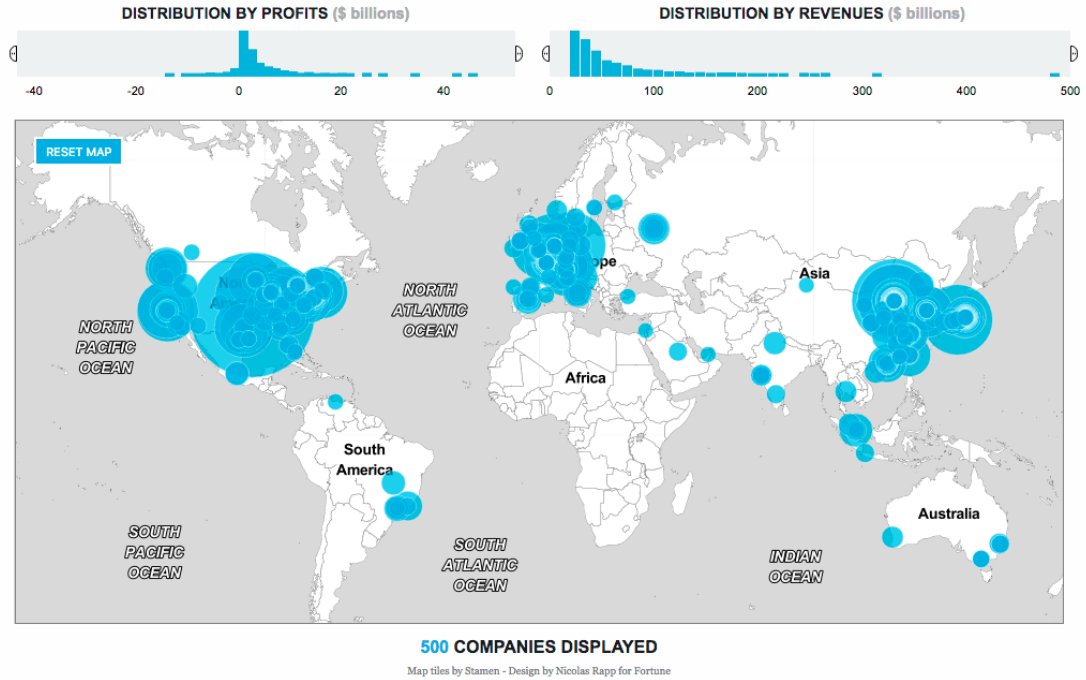 DISTRIBUTION BY PROFITS ($ billions)
DISTRIBUTION BY REVENUES ($ billions)
-40 -20 0 20 40
0 100 200 300 400 500
RESET MAP
NORTH
PACIFIC
OCEAN
NORTH
ATLANTIC
OCEAN
Asia
Africa
South
America
Australia
SOUTH
PACIFIC
OCEAN
SOUTH
ATLANTIC
OCEAN
INDIAN
OCEAN
500 COMPANIES DISPLAYED
Map tiles by Stamen - Design by Nicolas Rapp for Fortune